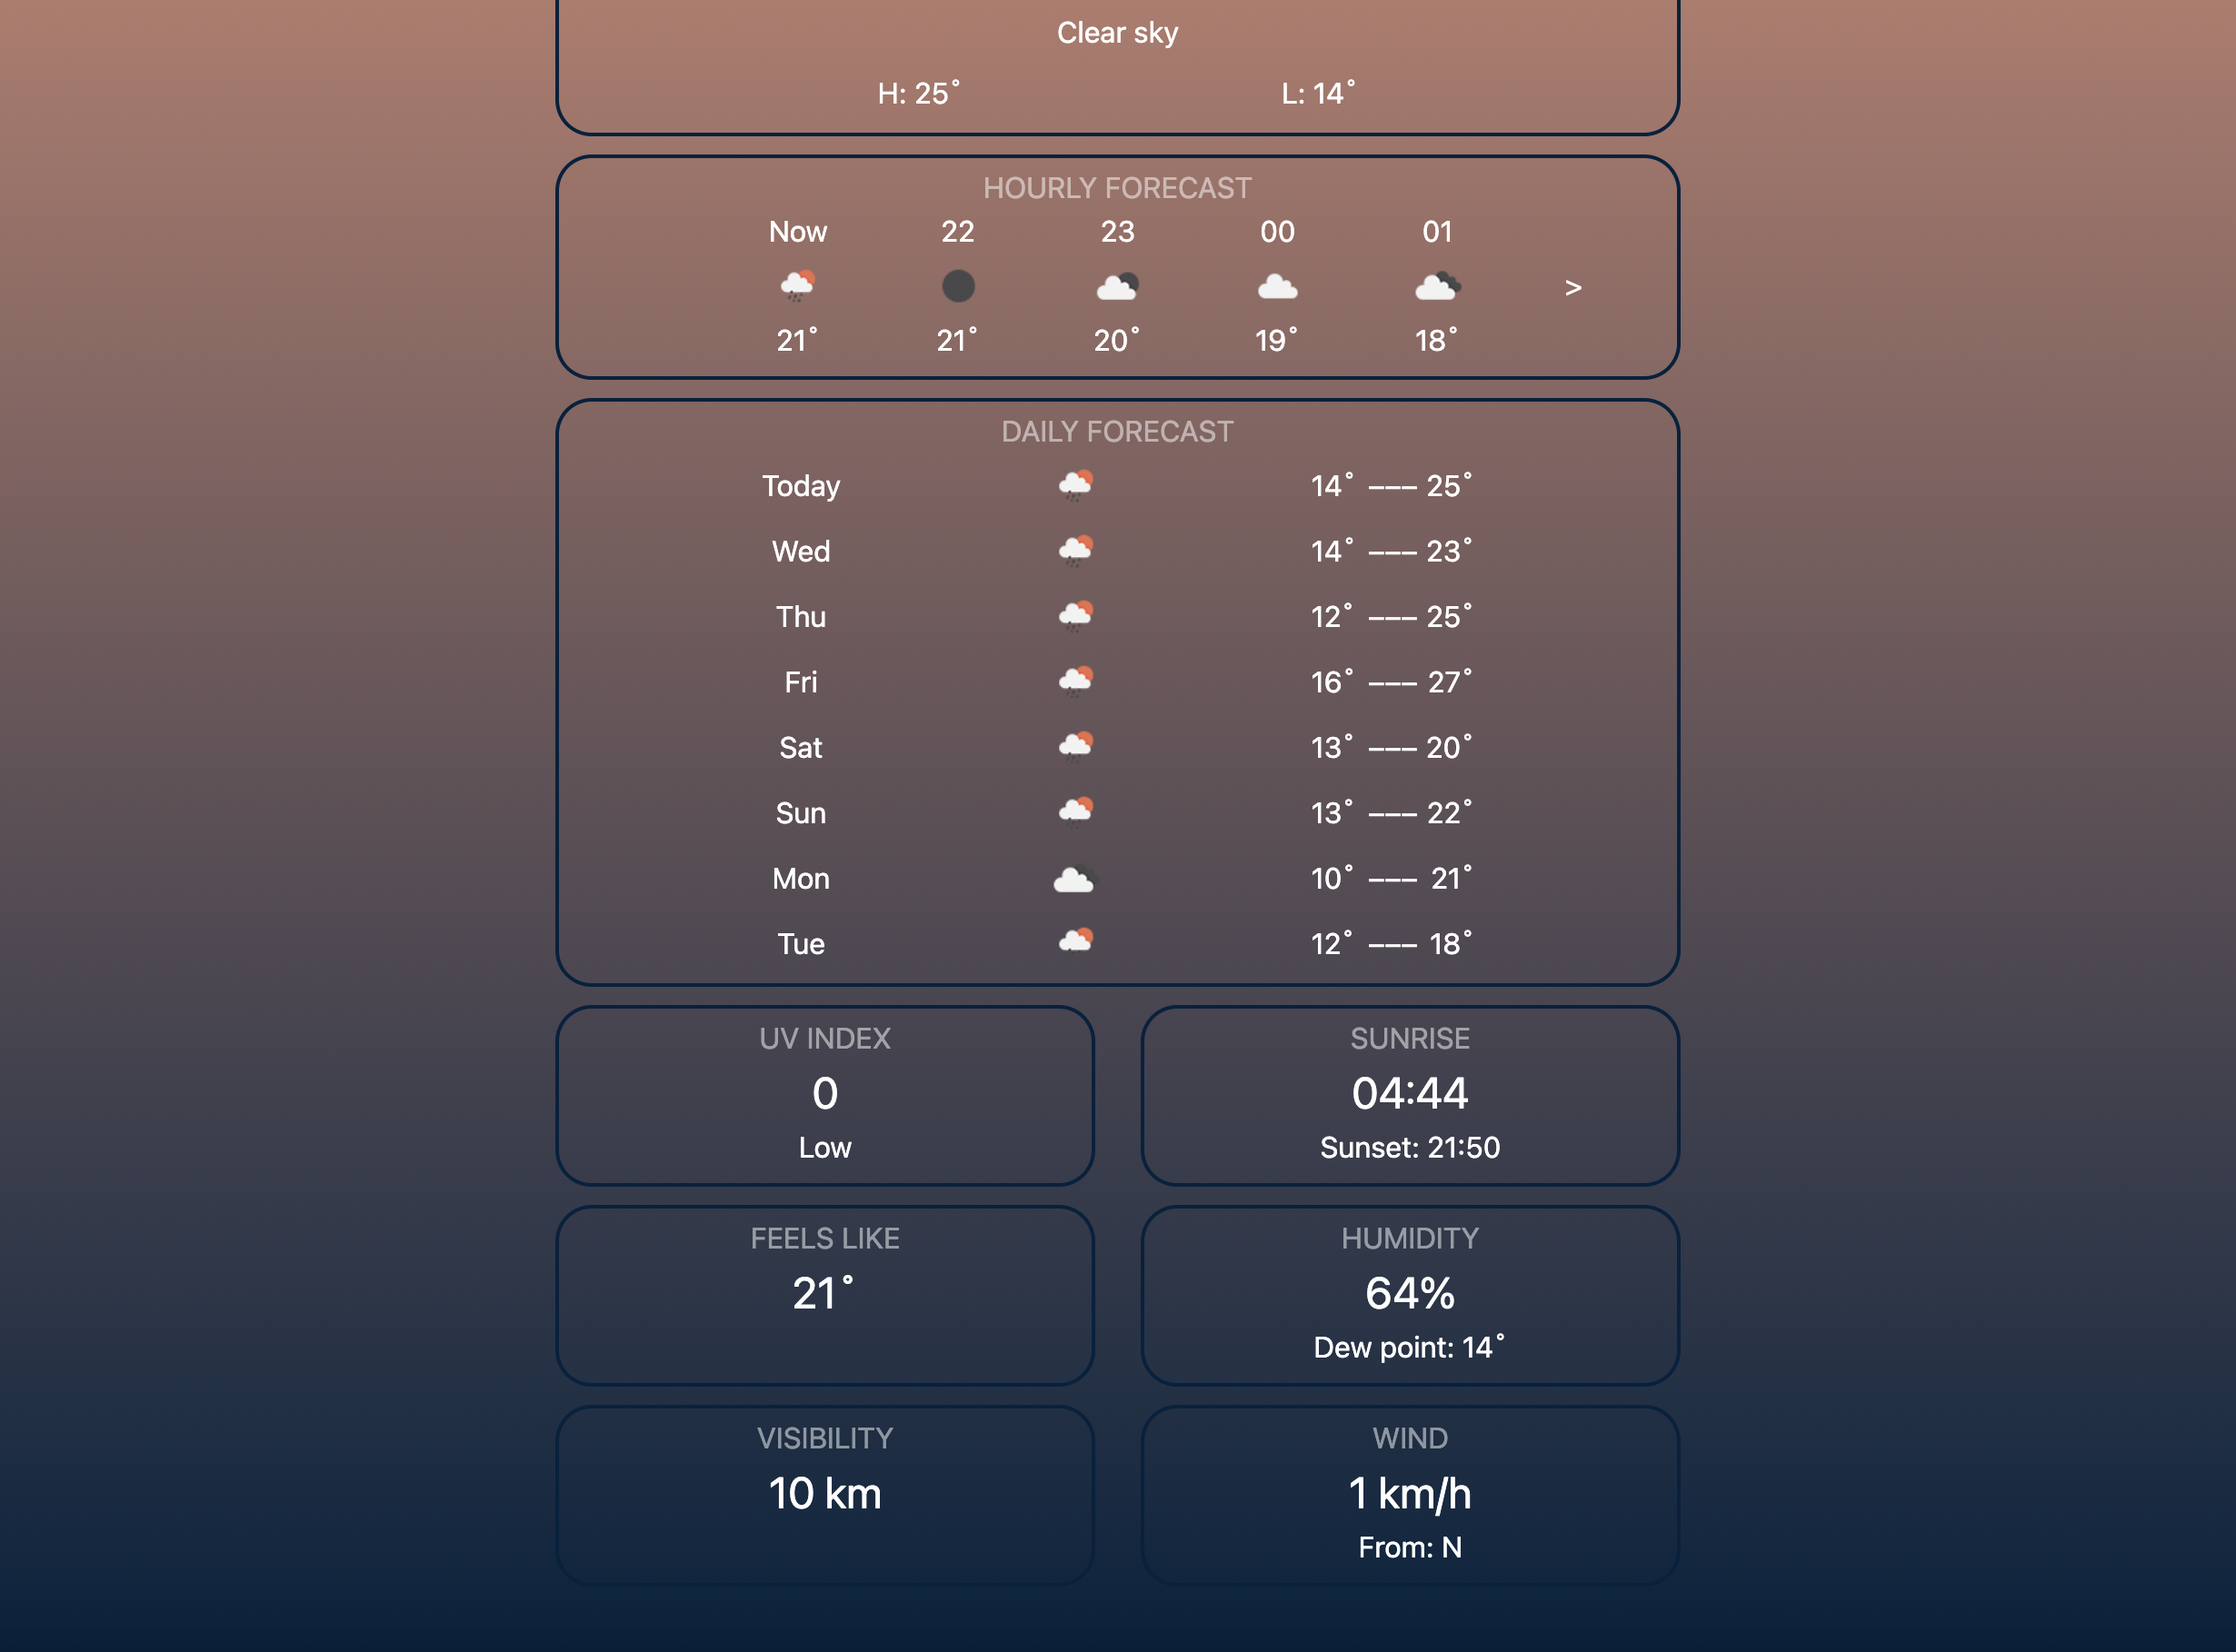 Clear sky
H: 25° L: 14°
HOURLY FORECAST
Now 22 23 00 01
>
21° 21° 20° 19° 18°
DAILY FORECAST
Today 14° ––– 25°
Wed 14° ––– 23°
Thu 12° ––– 25°
Fri 16° ––– 27°
Sat 13° ––– 20°
Sun 13° ––– 22°
Mon 10° ––– 21°
Tue 12° ––– 18°
UV INDEX
0
Low
SUNRISE
04:44
Sunset: 21:50
FEELS LIKE
21°
HUMIDITY
64%
Dew point: 14°
VISIBILITY
10 km
WIND
1 km/h
From: N